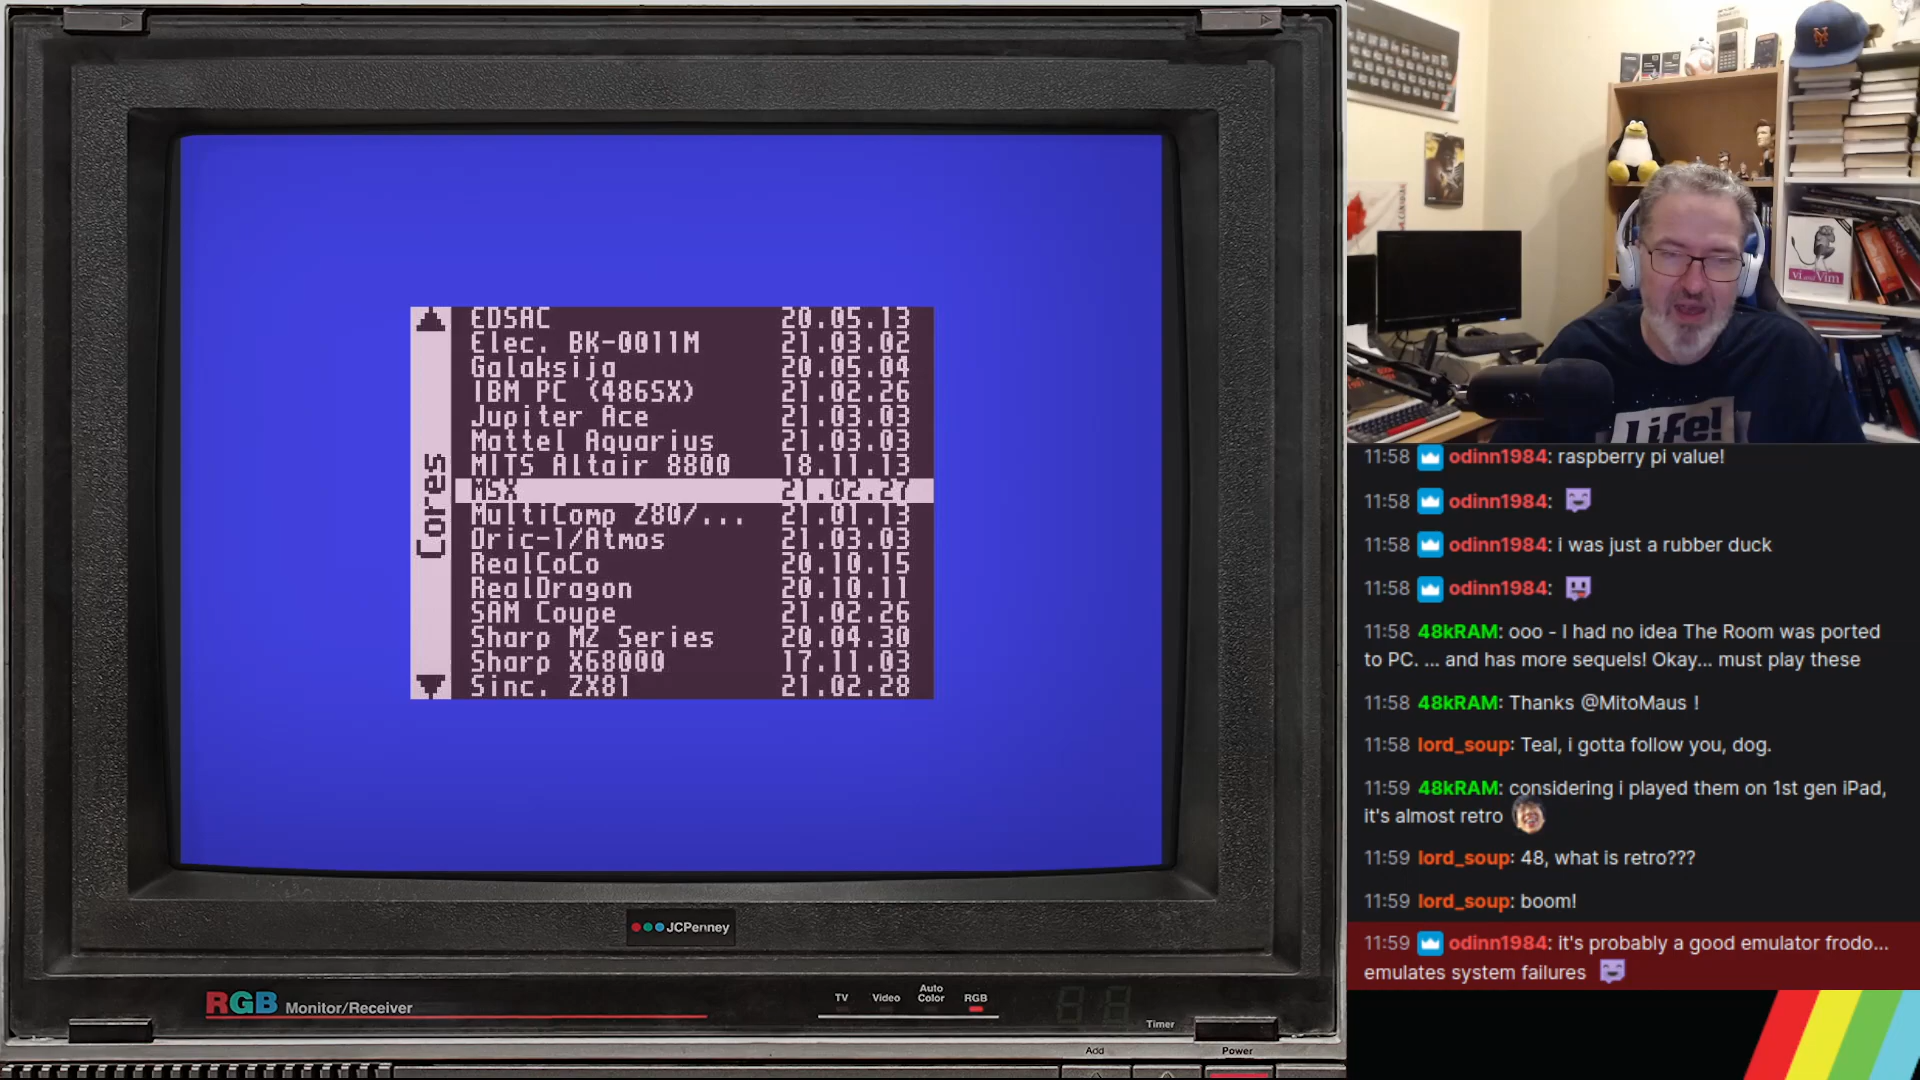 Cores
EDSAC 20.05.13
Elec. BK-0011M 21.03.02
Galaksija 20.05.04
IBM PC (486SX) 21.02.26
Jupiter Ace 21.03.03
Mattel Aquarius 21.03.03
MITS Altair 8800 18.11.13
MSX 21.02.27
MultiComp Z80/... 21.01.13
Oric-1/Atmos 21.03.03
RealCoCo 20.10.15
RealDragon 20.10.11
SAM Coupe 21.02.26
Sharp MZ Series 20.04.30
Sharp X68000 17.11.03
Sinc. ZX81 21.02.28
JCPenney
RGB Monitor/Receiver
TV Video Auto Color RGB
Timer
Add Power
vi and Vim
life!
11:58 odinn1984: raspberry pi value!
11:58 odinn1984:
11:58 odinn1984: i was just a rubber duck
11:58 odinn1984:
11:58 48kRAM: ooo - I had no idea The Room was ported
to PC. ... and has more sequels! Okay... must play these
11:58 48kRAM: Thanks @MitoMaus !
11:58 lord_soup: Teal, i gotta follow you, dog.
11:59 48kRAM: considering i played them on 1st gen iPad,
it's almost retro
11:59 lord_soup: 48, what is retro???
11:59 lord_soup: boom!
11:59 odinn1984: it's probably a good emulator frodo...
emulates system failures